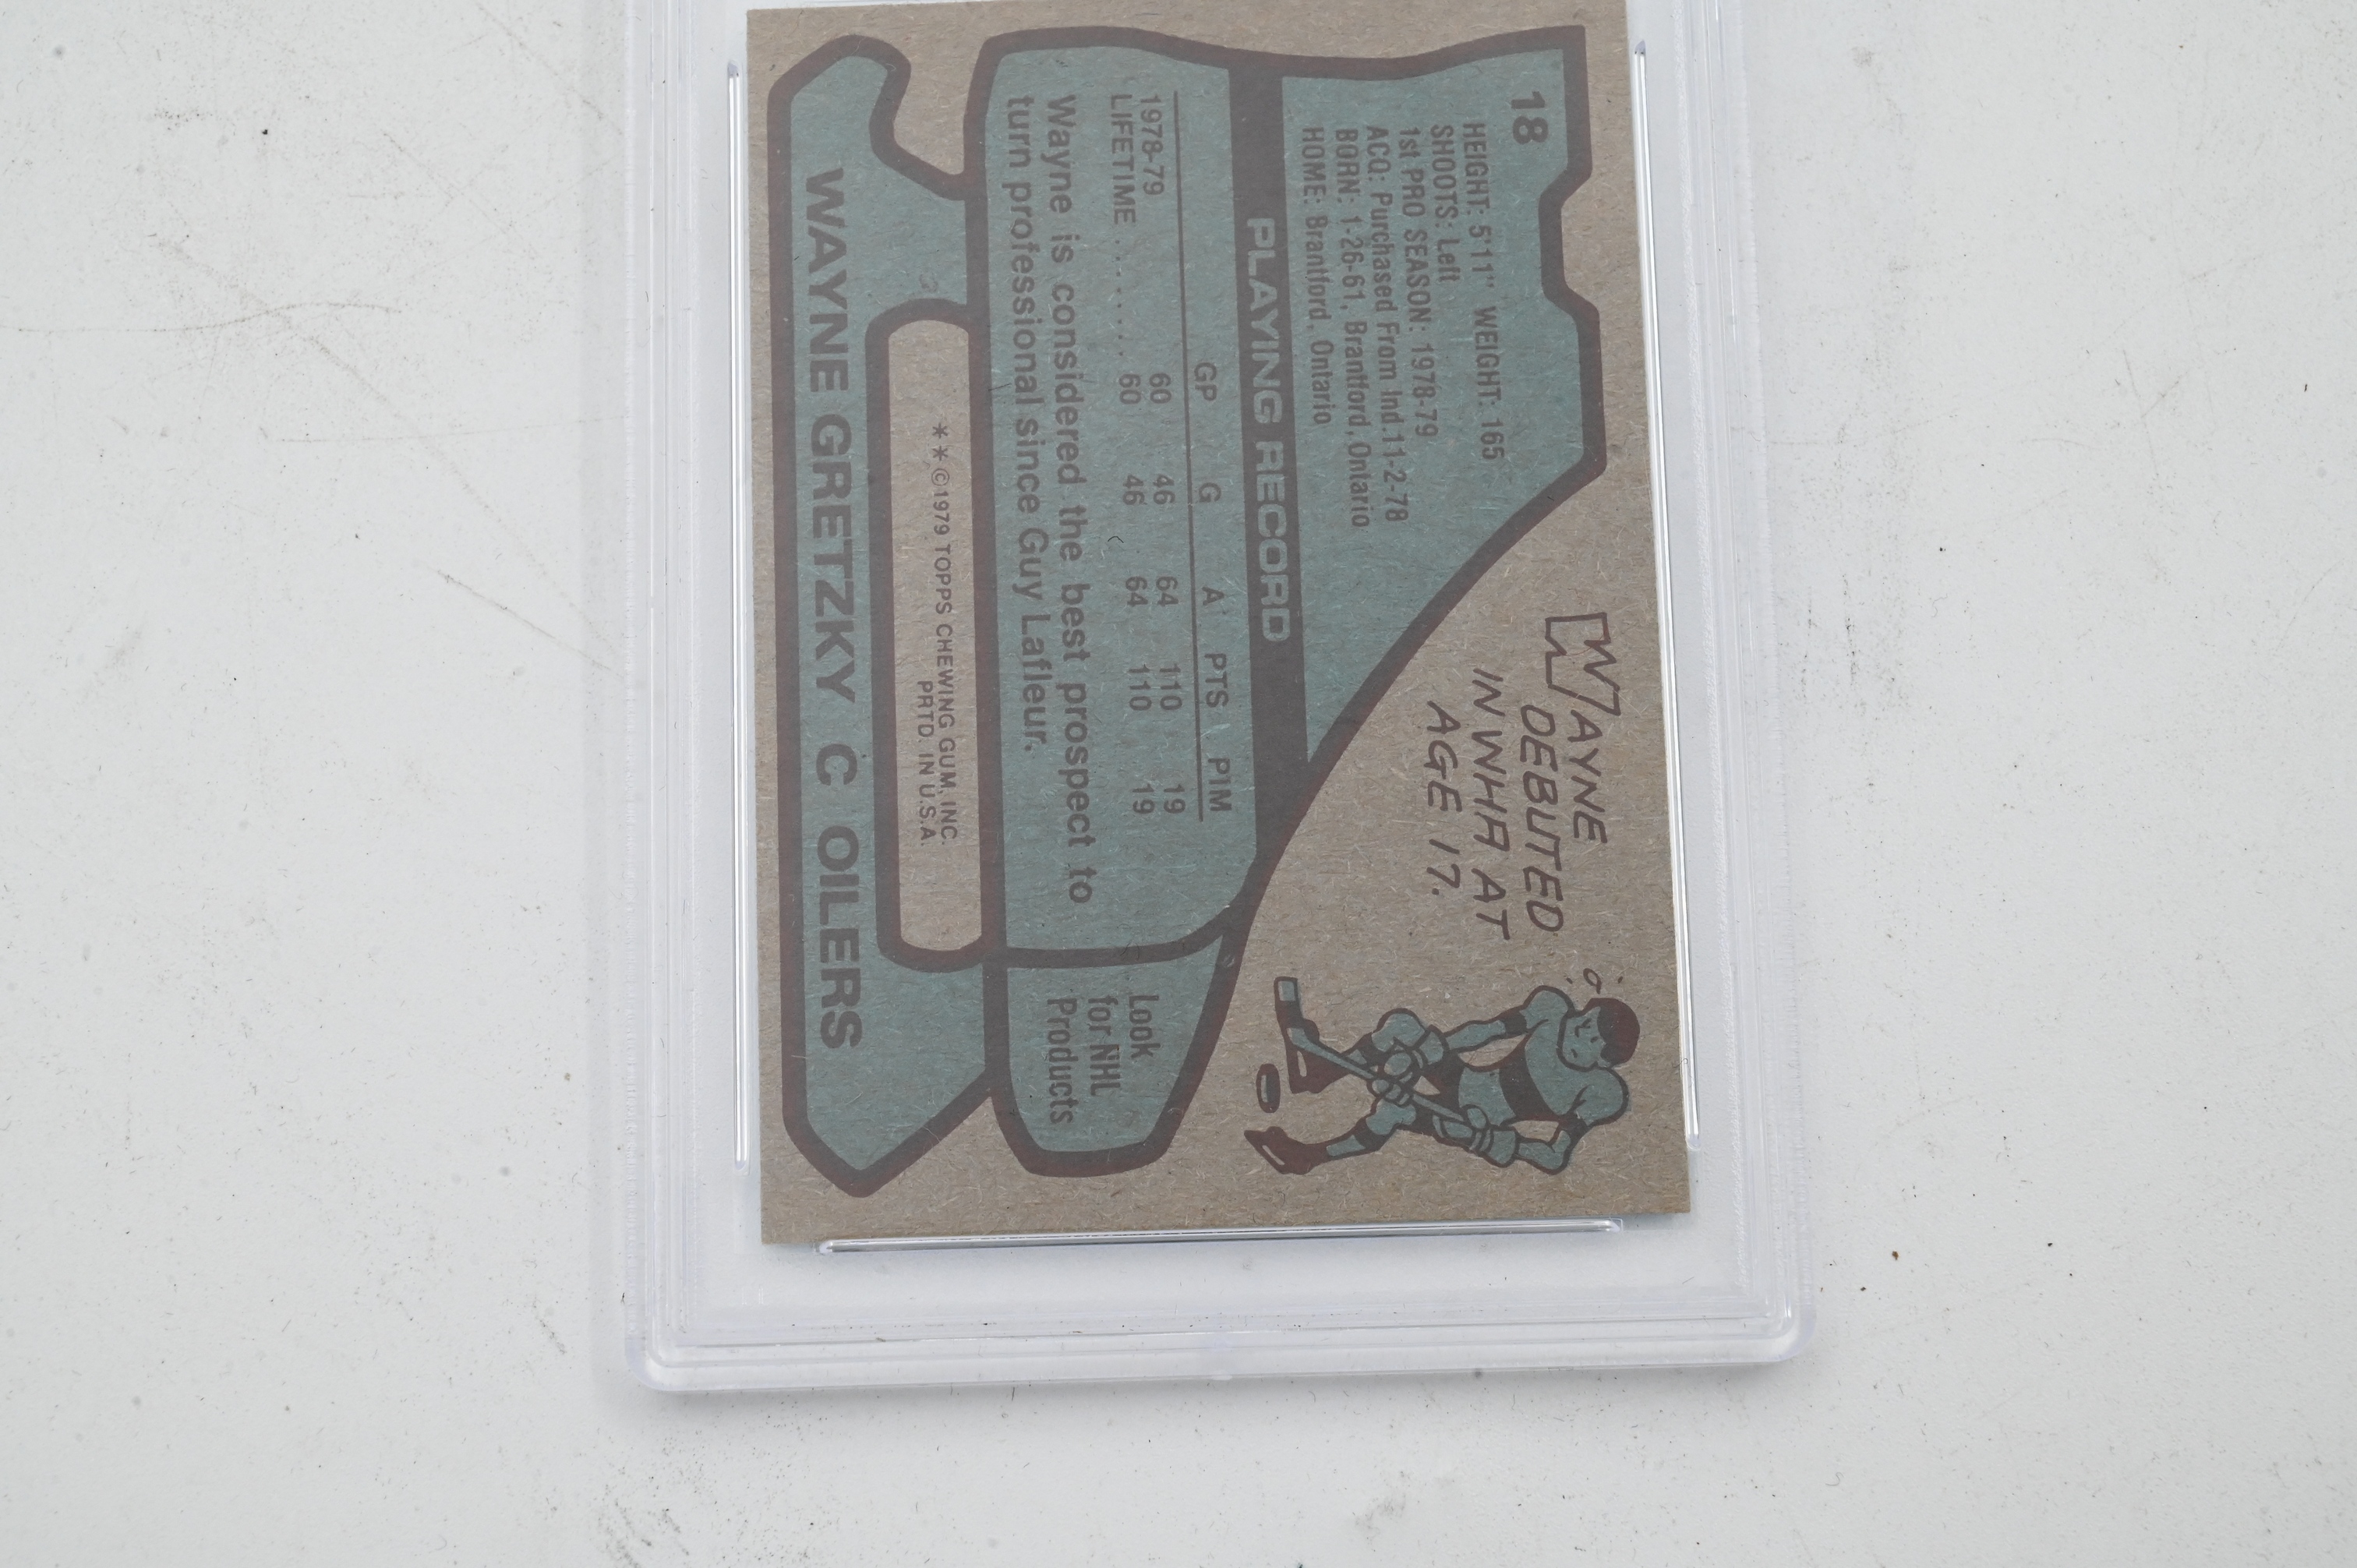 18
HEIGHT: 5'11" WEIGHT: 165
SHOOTS: Left
1st PRO SEASON: 1978-79
ACQ: Purchased From Ind.11-2-78
BORN: 1-26-61, Brantford, Ontario
HOME: Brantford, Ontario
WAYNE
DEBUTED
IN WHA AT
AGE 17.
PLAYING RECORD
GP G A PTS PIM
1978-79 60 46 64 110 19
LIFETIME ........ 60 46 64 110 19
Wayne is considered the best prospect to
turn professional since Guy Lafleur.
Look
for NHL
Products
**©1979 TOPPS CHEWING GUM, INC.
PRTD. IN U.S.A.
WAYNE GRETZKY C OILERS